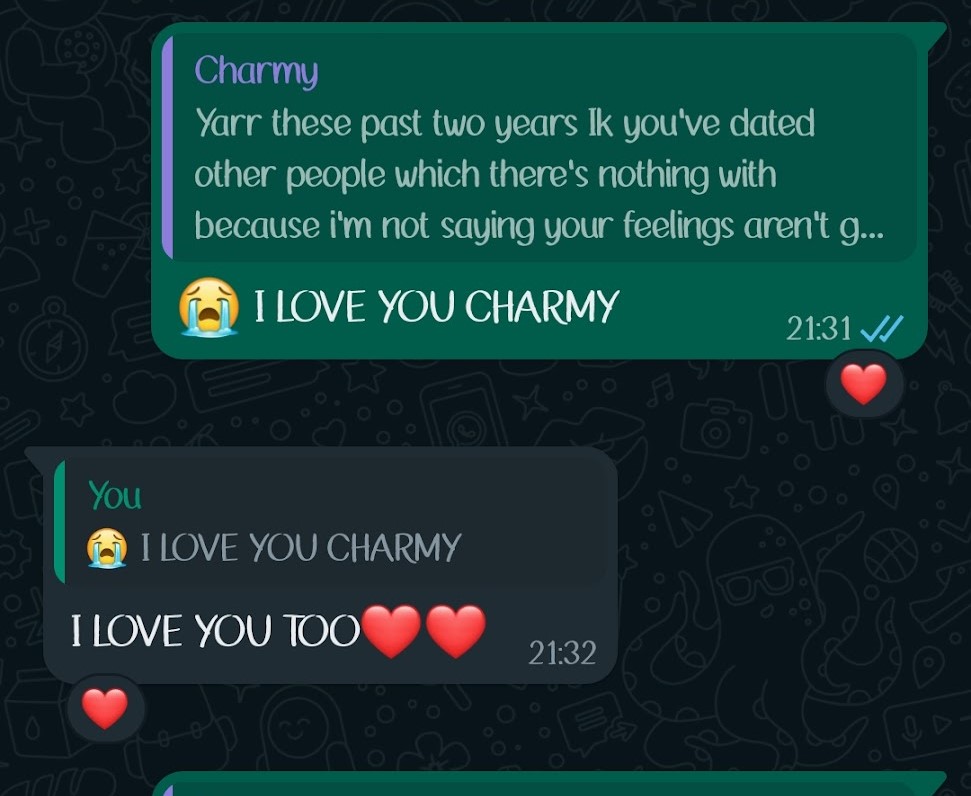 Charmy
Yarr these past two years Ik you've dated
other people which there's nothing with
because i'm not saying your feelings aren't g...
😭 I LOVE YOU CHARMY
21:31
You
😭 I LOVE YOU CHARMY
I LOVE YOU TOO❤️❤️
21:32